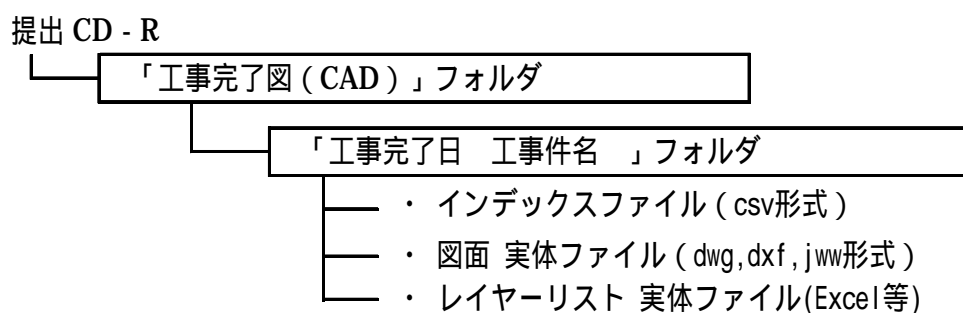 提出 CD - R
「工事完了図（CAD）」フォルダ
「工事完了日　工事件名　」フォルダ
・ インデックスファイル（csv形式）
・ 図面 実体ファイル（dwg,dxf,jww形式）
・ レイヤーリスト 実体ファイル(Excel等)